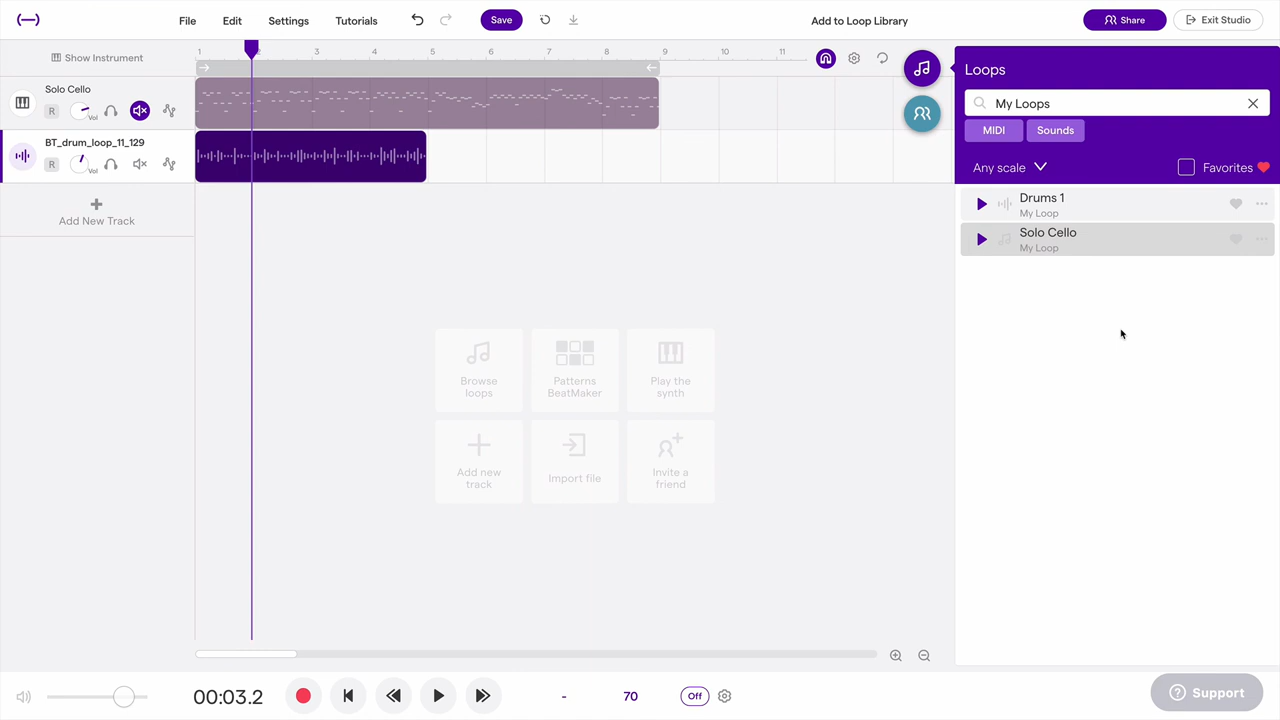 File Edit Settings Tutorials Save Add to Loop Library Share Exit Studio
Show Instrument
1 2 3 4 5 6 7 8 9 10 11
Solo Cello
R Vol
BT_drum_loop_11_129
R Vol
Add New Track
Browse
loops
Patterns
BeatMaker
Play the
synth
Add new
track
Import file
Invite a
friend
Loops
My Loops
MIDI Sounds
Any scale Favorites
Drums 1
My Loop
Solo Cello
My Loop
00:03.2 - 70 Off
Support